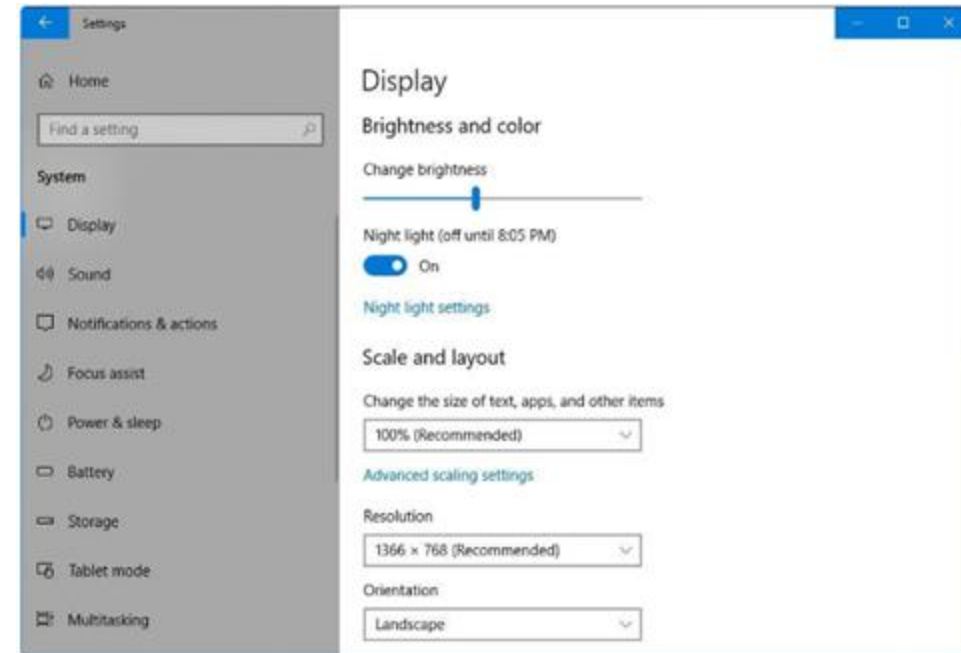 Settings
Home
Find a setting
System
Display
Sound
Notifications & actions
Focus assist
Power & sleep
Battery
Storage
Tablet mode
Multitasking
Display
Brightness and color
Change brightness
Night light (off until 8:05 PM)
On
Night light settings
Scale and layout
Change the size of text, apps, and other items
100% (Recommended)
Advanced scaling settings
Resolution
1366 × 768 (Recommended)
Orientation
Landscape